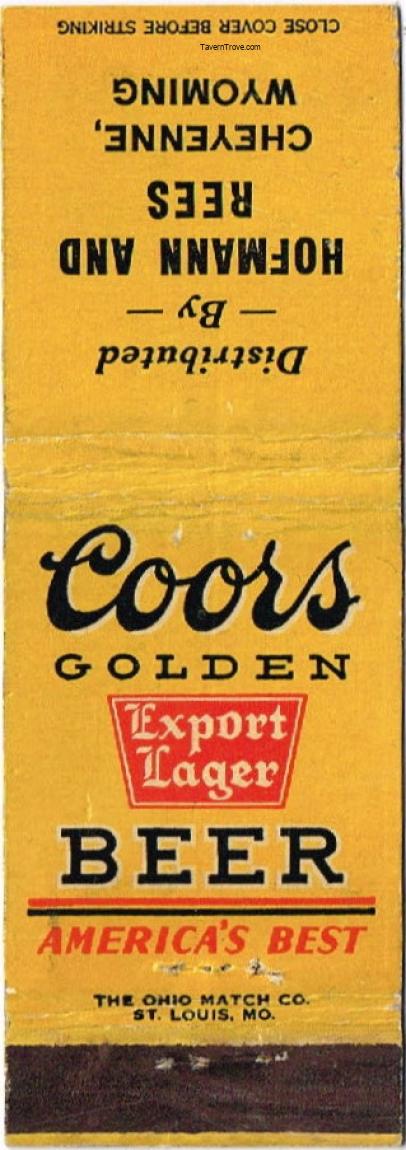 CLOSE COVER BEFORE STRIKING
TavernTrove.com
Distributed
— By —
HOFMANN AND
REES
CHEYENNE,
WYOMING
Coors
GOLDEN
Export
Lager
BEER
AMERICA'S BEST
THE OHIO MATCH CO.
ST. LOUIS, MO.